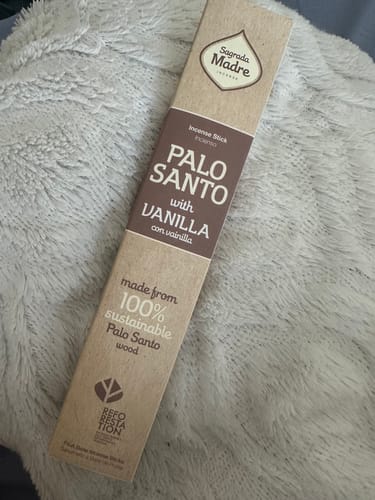 Sagrada
Madre
INCENSE
Incense Stick
Incienso
PALO
SANTO
with
VANILLA
con vainilla
made from
100%
sustainable
Palo Santo
wood
REFO
RESTA
TION